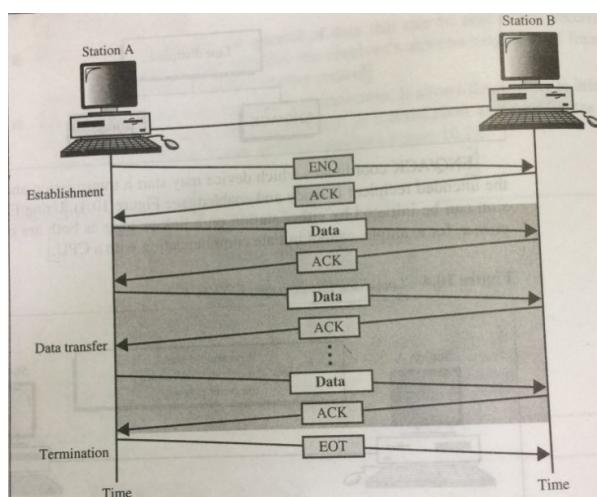 Station A
Station B
ENQ
Establishment
ACK
Data
ACK
Data
ACK
Data transfer
Data
ACK
Termination
EOT
Time
Time